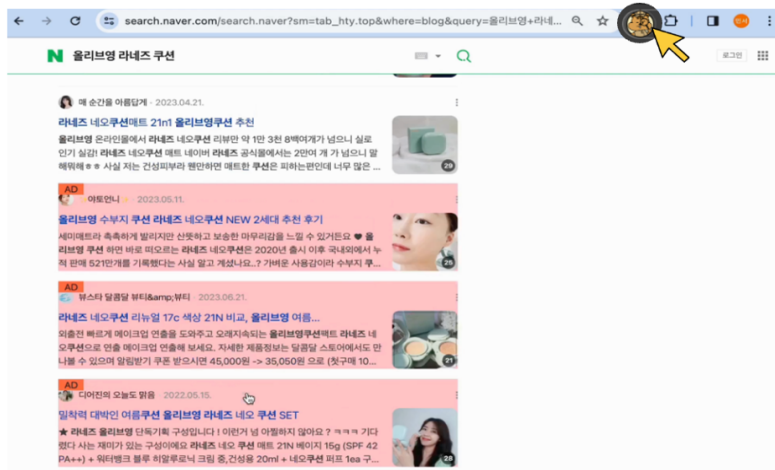 search.naver.com/search.naver?sm=tab_hty.top&where=blog&query=올리브영+라네...
민서
N 올리브영 라네즈 쿠션
로그인
매 순간을 아름답게 · 2023.04.21.
라네즈 네오쿠션매트 21n1 올리브영쿠션 추천
올리브영 온라인몰에서 라네즈 네오쿠션 리뷰만 약 1만 3천 8백여개가 넘으니 실로
인기 실감! 라네즈 네오쿠션 매트 네이버 라네즈 공식몰에서는 2만여 개 가 넘으니 말
해뭐해ㅎㅎ 사실 저는 건성피부라 웬만하면 매트한 쿠션은 피하는편인데 너무 많은 ...
29
AD
아토언니 2023.05.11.
올리브영 수부지 쿠션 라네즈 네오쿠션 NEW 2세대 추천 후기
세미매트라 촉촉하게 발리지만 산뜻하고 보송한 마무리감을 느낄 수 있거든요 ♥ 올
리브영 쿠션 하면 바로 떠오르는 라네즈 네오쿠션은 2020년 출시 이후 국내외에서 누
적 판매 521만개를 기록했다는 사실 알고 계셨나요..? 가벼운 사용감이라 수부지 쿠...
25
AD
뷰스타 달콤달 뷰티&amp;뷰티 2023.06.21.
라네즈 네오쿠션 리뉴얼 17c 색상 21N 비교, 올리브영 여름...
외출전 빠르게 메이크업 연출을 도와주고 오래지속되는 올리브영쿠션팩트 라네즈 네
오쿠션으로 연출 메이크업 연출해 보세요. 자세한 제품정보는 달콤달 스토어에서도 만
나볼 수 있으며 알림받기 쿠폰 받으시면 45,000원 -> 35,050원 으로 (첫구매 10...
21
AD
디어진의 오늘도 맑음 2022.05.15.
밀착력 대박인 여름쿠션 올리브영 라네즈 네오 쿠션 SET
★ 라네즈 올리브영 단독기획 구성입니다 ! 이런거 넘 아찔하지 않아요 ? ㅋㅋㅋ 기다
렸다 사는 재미가 있는 구성이에요 라네즈 네오 쿠션 매트 21N 베이지 15g (SPF 42
PA++) + 워터뱅크 블루 히알루로닉 크림 중,건성용 20ml + 네오쿠션 퍼프 1ea 구...
28